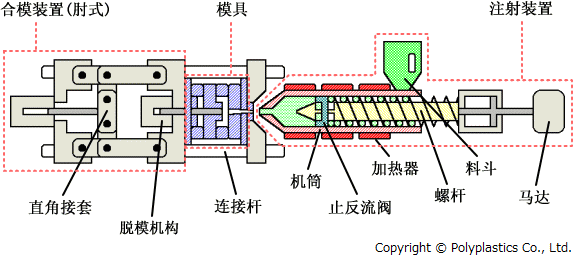 合模装置(肘式)
模具
注射装置
直角接套
脱模机构
连接杆
机筒
止反流阀
加热器
螺杆
料斗
马达
Copyright © Polyplastics Co., Ltd.